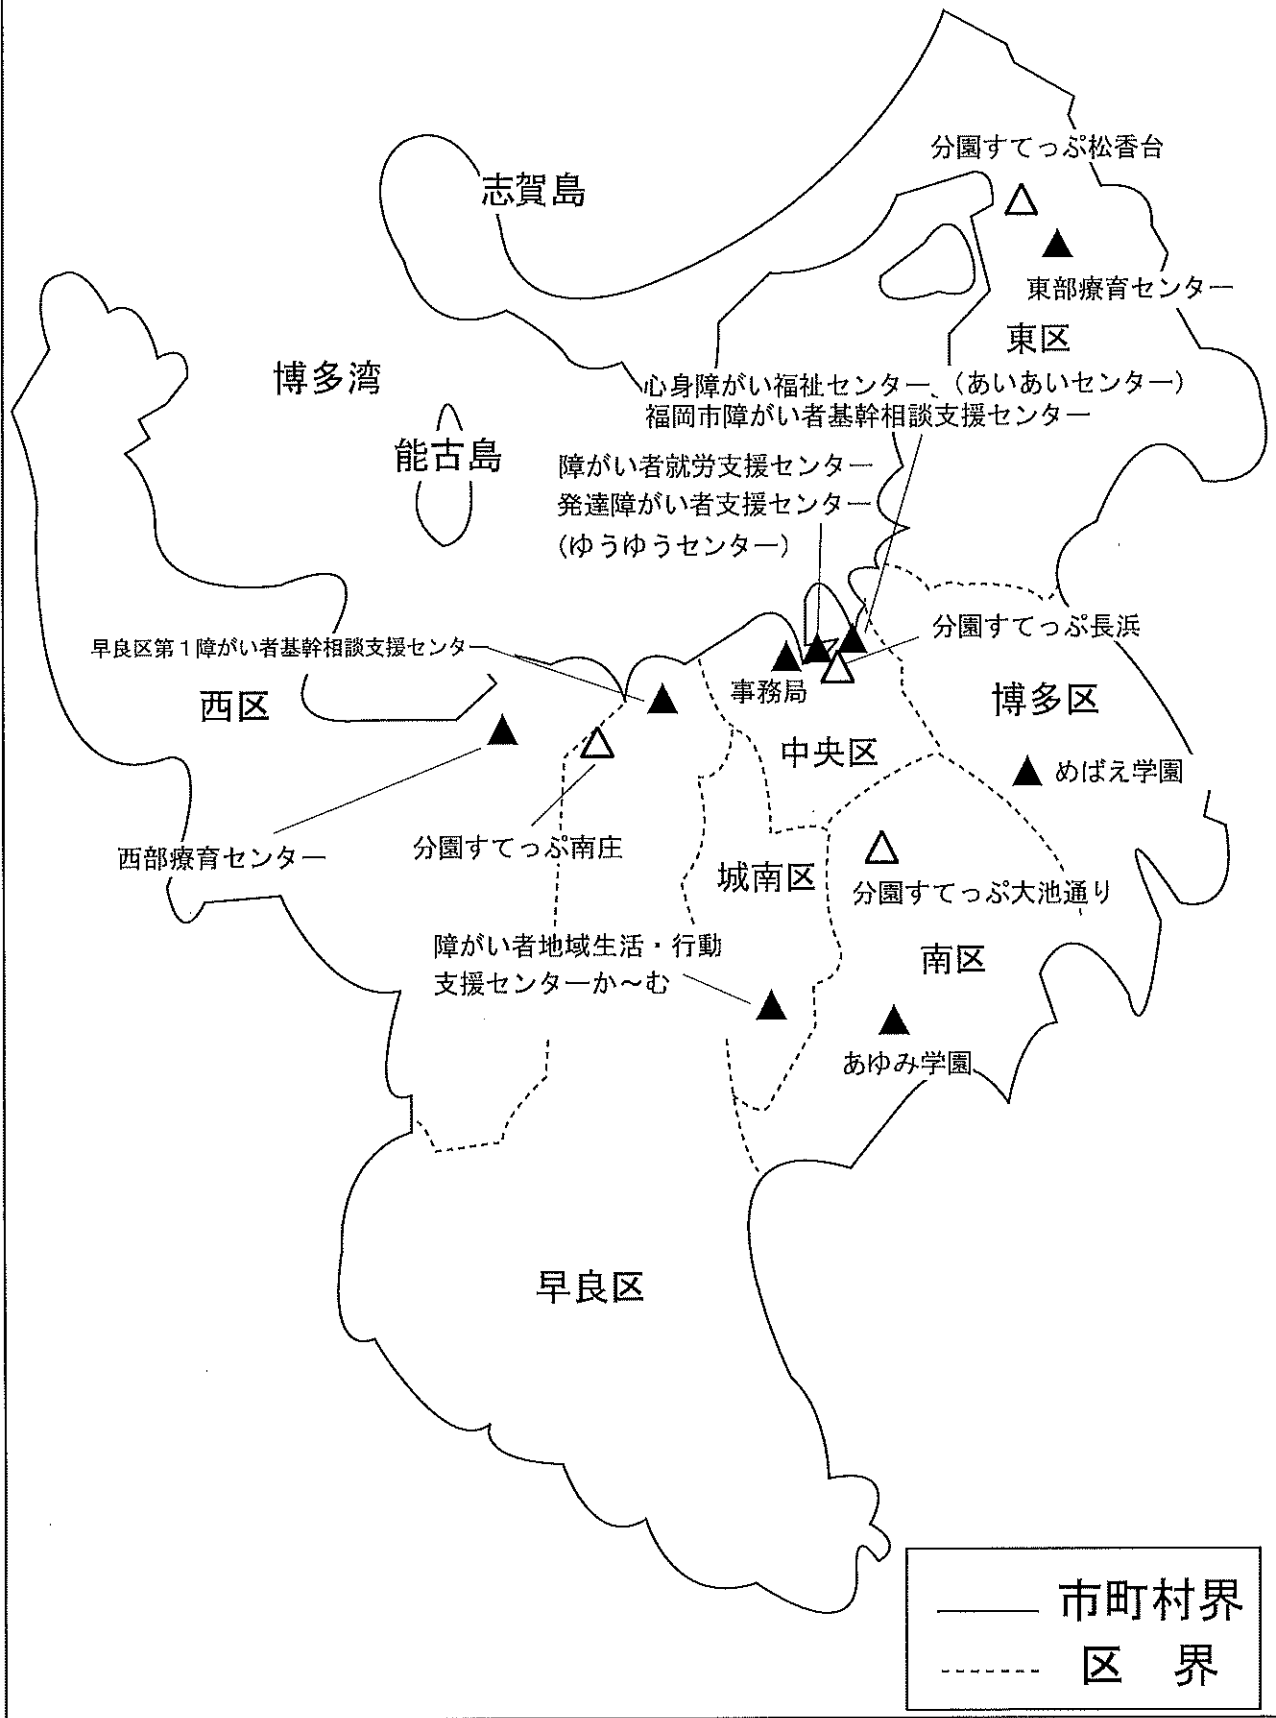 分園すてっぷ松香台
志賀島
東部療育センター
東区
博多湾
心身障がい福祉センター、(あいあいセンター)
福岡市障がい者基幹相談支援センター
能古島
障がい者就労支援センター
発達障がい者支援センター
(ゆうゆうセンター)
分園すてっぷ長浜
早良区第1障がい者基幹相談支援センター
事務局
西区
博多区
中央区
めばえ学園
西部療育センター
分園すてっぷ南庄
城南区
分園すてっぷ大池通り
障がい者地域生活・行動
支援センターか~む
南区
あゆみ学園
早良区
市町村界
区 界